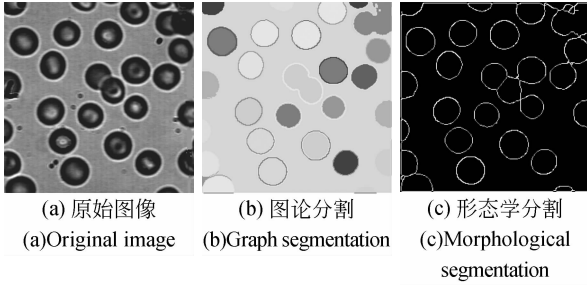 (a) 原始图像
(a)Original image
(b) 图论分割
(b)Graph segmentation
(c) 形态学分割
(c)Morphological
segmentation